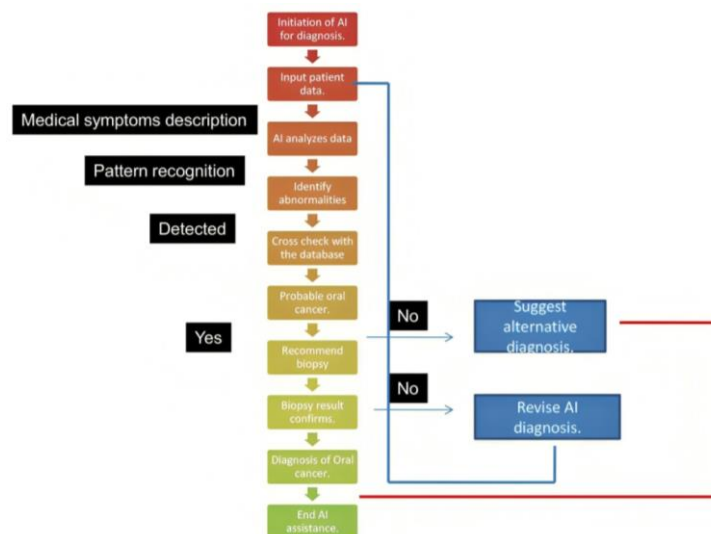 Initiation of AI
for diagnosis.
Input patient
data.
Medical symptoms description
AI analyzes data
Pattern recognition
Identify
abnormalities
Detected
Cross check with
the database
Probable oral
cancer.
No
Suggest
alternative
diagnosis.
Yes
Recommend
biopsy
No
Biopsy result
confirms.
Revise AI
diagnosis.
Diagnosis of Oral
cancer.
End AI
assistance.